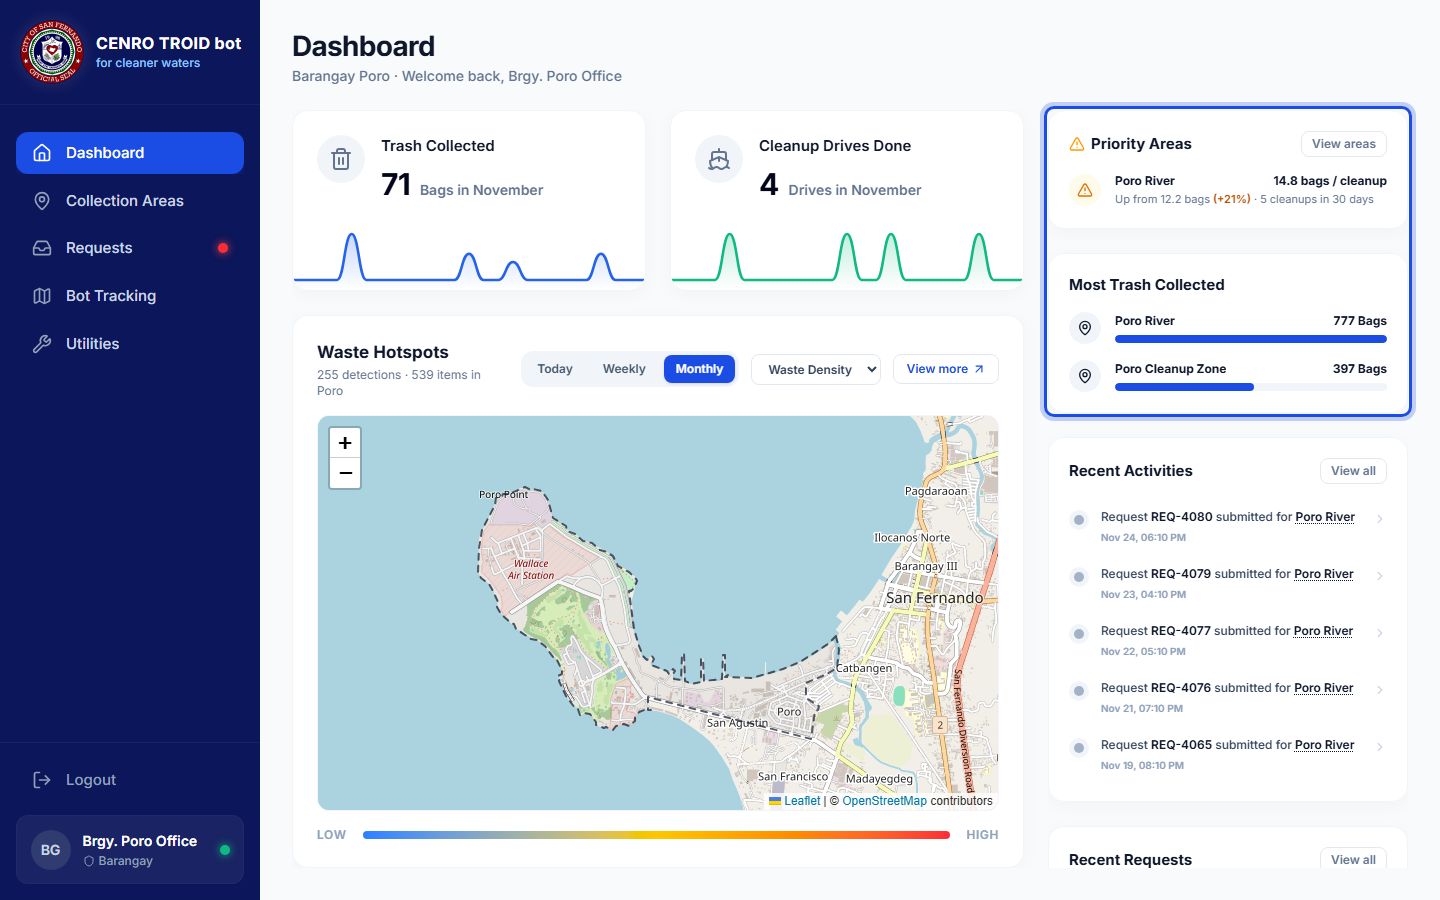 CITY OF SAN FERNANDO
OFFICIAL SEAL
CENRO TROID bot
for cleaner waters
Dashboard
Collection Areas
Requests
Bot Tracking
Utilities
Logout
BG
Brgy. Poro Office
Barangay
Dashboard
Barangay Poro · Welcome back, Brgy. Poro Office
Trash Collected
71 Bags in November
Cleanup Drives Done
4 Drives in November
Waste Hotspots
255 detections · 539 items in
Poro
Today
Weekly
Monthly
Waste Density
View more
+
−
Poro Point
Wallace
Air Station
Pagdaraoan
Ilocanos Norte
Barangay III
San Fernando
Catbangen
Poro
San Agustin
2
San Fernando Diversion Road
San Francisco
Madayegdeg
Leaflet | © OpenStreetMap contributors
LOW
HIGH
Priority Areas
View areas
Poro River
14.8 bags / cleanup
Up from 12.2 bags (+21%) · 5 cleanups in 30 days
Most Trash Collected
Poro River
777 Bags
Poro Cleanup Zone
397 Bags
Recent Activities
View all
Request REQ-4080 submitted for Poro River
Nov 24, 06:10 PM
Request REQ-4079 submitted for Poro River
Nov 23, 04:10 PM
Request REQ-4077 submitted for Poro River
Nov 22, 05:10 PM
Request REQ-4076 submitted for Poro River
Nov 21, 07:10 PM
Request REQ-4065 submitted for Poro River
Nov 19, 08:10 PM
Recent Requests
View all